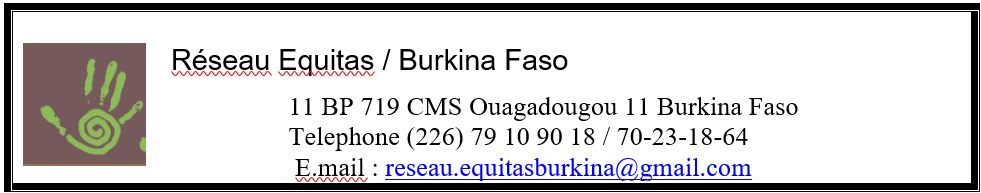 Réseau Equitas / Burkina Faso
11 BP 719 CMS Ouagadougou 11 Burkina Faso
Telephone (226) 79 10 90 18 / 70-23-18-64
E.mail : reseau.equitasburkina@gmail.com